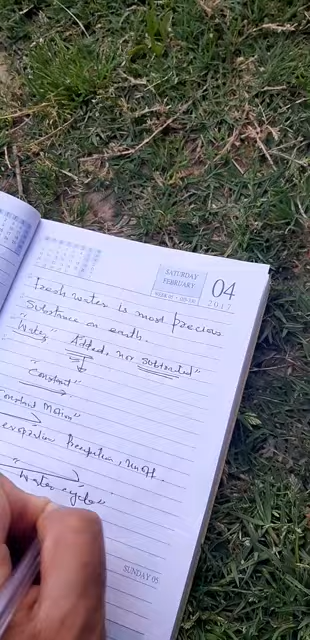 SATURDAY
FEBRUARY
04
2017
Fresh water is most precious
Substance on earth.
"Water" Added, nor subtracted"
"Constant"
Constant Motion"
evaporation Precipitation, runoff.
"Water cycle"
SUNDAY 05